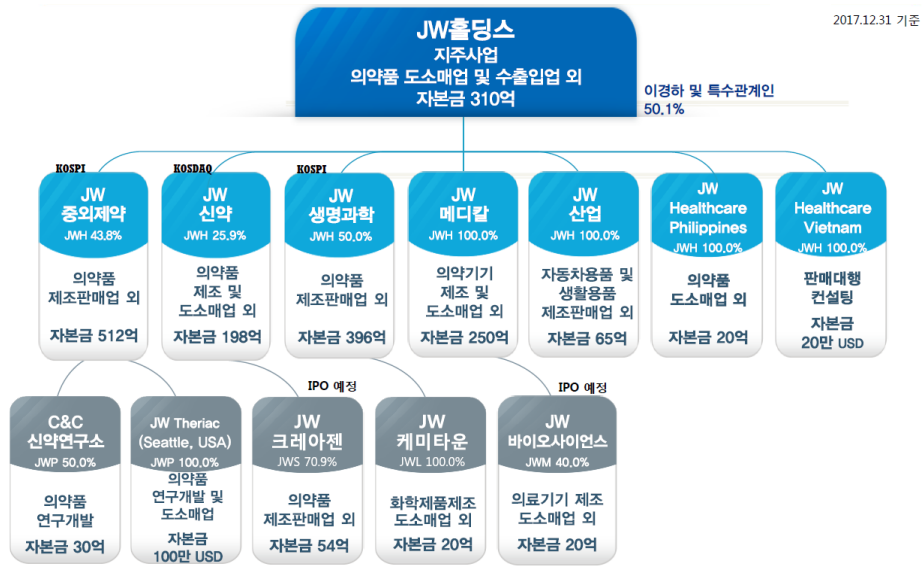 2017.12.31 기준
JW홀딩스
지주사업
의약품 도소매업 및 수출입업 외
자본금 310억
이경하 및 특수관계인
50.1%
KOSPI
JW
중외제약
JWH 43.8%
의약품
제조판매업 외
자본금 512억
KOSDAQ
JW
신약
JWH 25.9%
의약품
제조 및
도소매업 외
자본금 198억
KOSPI
JW
생명과학
JWH 50.0%
의약품
제조판매업 외
자본금 396억
JW
메디칼
JWH 100.0%
의약기기
제조 및
도소매업 외
자본금 250억
JW
산업
JWH 100.0%
자동차용품 및
생활용품
제조판매업 외
자본금 65억
JW
Healthcare
Philippines
JWH 100.0%
의약품
도소매업 외
자본금 20억
JW
Healthcare
Vietnam
JWH 100.0%
판매대행
컨설팅
자본금
20만 USD
C&C
신약연구소
JWP 50.0%
의약품
연구개발
자본금 30억
JW Theriac
(Seattle, USA)
JWP 100.0%
의약품
연구개발 및
도소매업
자본금
100만 USD
IPO 예정
JW
크레아젠
JWS 70.9%
의약품
제조판매업 외
자본금 54억
JW
케미타운
JWL 100.0%
화학제품제조
도소매업 외
자본금 20억
IPO 예정
JW
바이오사이언스
JWM 40.0%
의료기기 제조
도소매업 외
자본금 20억